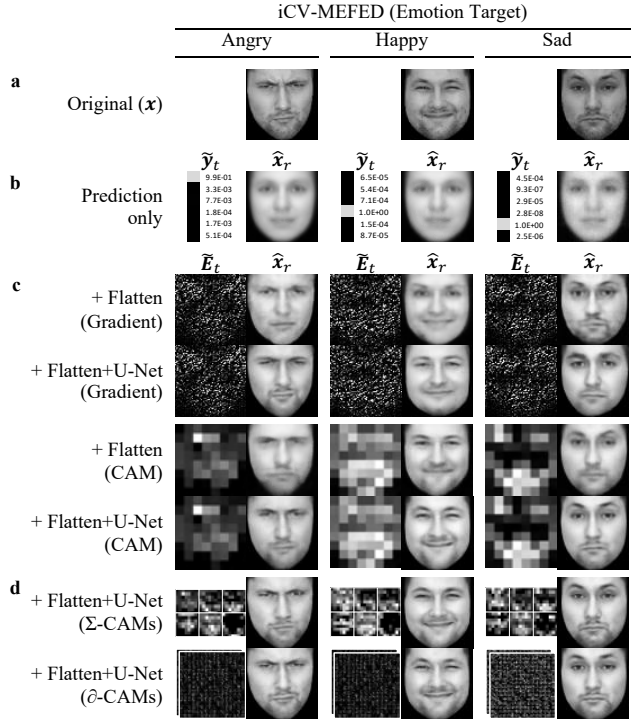 iCV-MEFED (Emotion Target)
Angry Happy Sad
a
Original (x)
ỹt x̂r ỹt x̂r ỹt x̂r
b
Prediction
only
9.9E-01
3.3E-03
7.7E-03
1.8E-04
1.7E-03
5.1E-04
6.5E-05
5.4E-04
7.1E-04
1.0E+00
1.5E-04
8.7E-05
4.5E-04
9.3E-07
2.9E-05
2.8E-08
1.0E+00
2.5E-06
Ẽt x̂r Ẽt x̂r Ẽt x̂r
c
+ Flatten
(Gradient)
+ Flatten+U-Net
(Gradient)
+ Flatten
(CAM)
+ Flatten+U-Net
(CAM)
d
+ Flatten+U-Net
(Σ-CAMs)
+ Flatten+U-Net
(∂-CAMs)